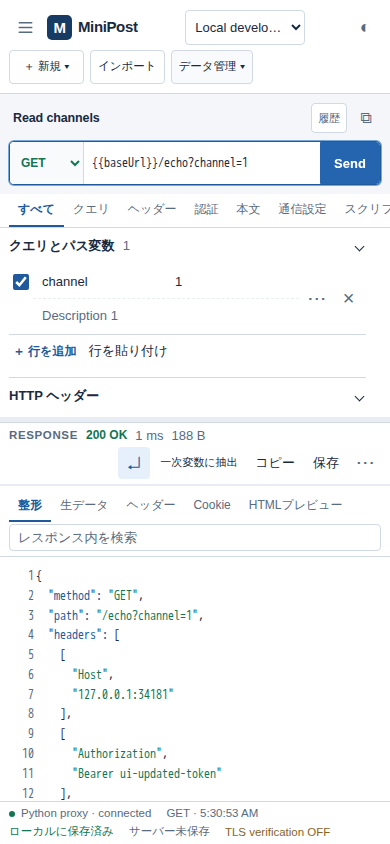 M MiniPost Local develo…
＋ 新規 ▾ インポート データ管理 ▾
Read channels 履歴
GET {{baseUrl}}/echo?channel=1 Send
すべて クエリ ヘッダー 認証 本文 通信設定 スクリプ
クエリとパス変数 1
channel 1
Description 1
＋ 行を追加 行を貼り付け
HTTP ヘッダー
RESPONSE 200 OK 1 ms 188 B
一次変数に抽出 コピー 保存 ···
整形 生データ ヘッダー Cookie HTMLプレビュー
レスポンス内を検索
1 {
2 "method": "GET",
3 "path": "/echo?channel=1",
4 "headers": [
5 [
6 "Host",
7 "127.0.0.1:34181"
8 ],
9 [
10 "Authorization",
11 "Bearer ui-updated-token"
12 ],
Python proxy · connected GET · 5:30:53 AM
ローカルに保存済み サーバー未保存 TLS verification OFF